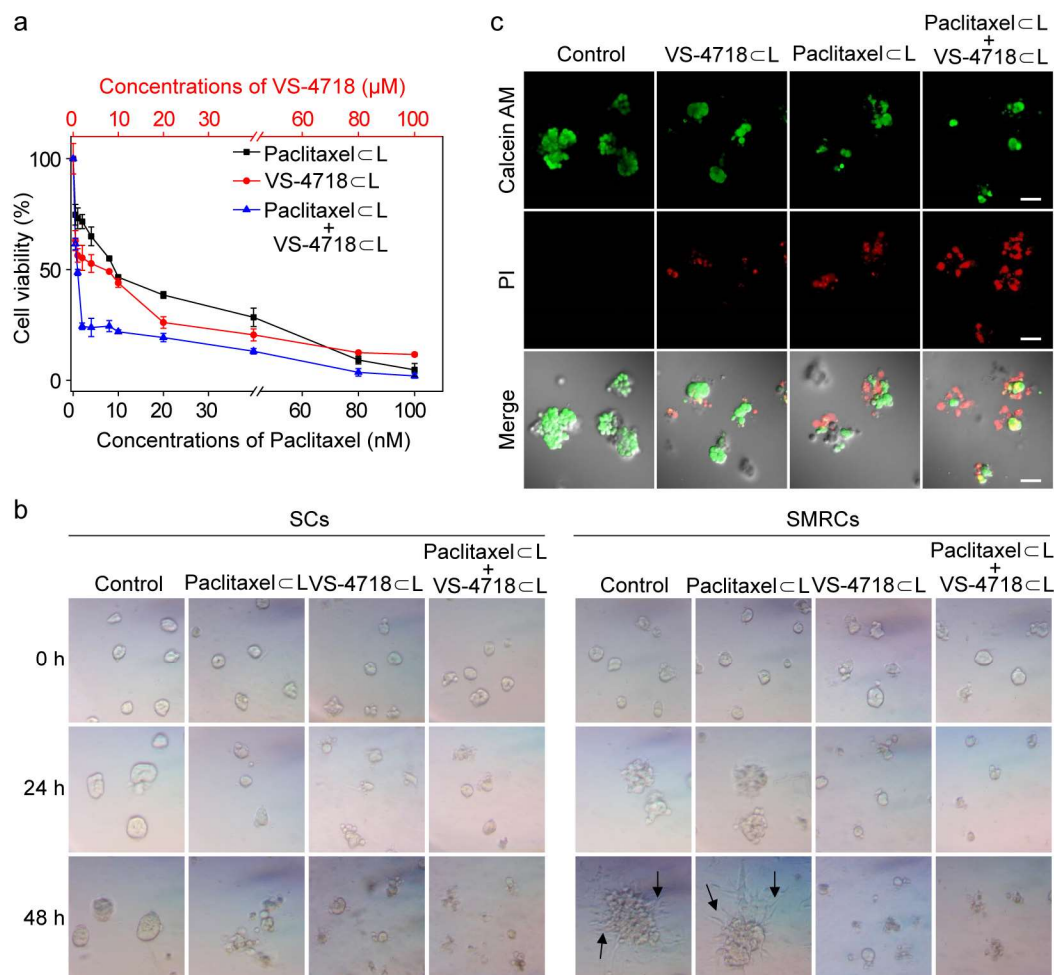 a
Concentrations of VS-4718 (µM)
0 10 20 30 60 80 100
Cell viability (%)
100
50
0
Paclitaxel⊂L
VS-4718⊂L
Paclitaxel⊂L
+
VS-4718⊂L
0 10 20 30 60 80 100
Concentrations of Paclitaxel (nM)
c
Control
VS-4718⊂L
Paclitaxel⊂L
Paclitaxel⊂L
+
VS-4718⊂L
Calcein AM
PI
Merge
b
SCs
Control
Paclitaxel⊂L
VS-4718⊂L
Paclitaxel⊂L
+
VS-4718⊂L
SMRCs
Control
Paclitaxel⊂L
VS-4718⊂L
Paclitaxel⊂L
+
VS-4718⊂L
0 h
24 h
48 h